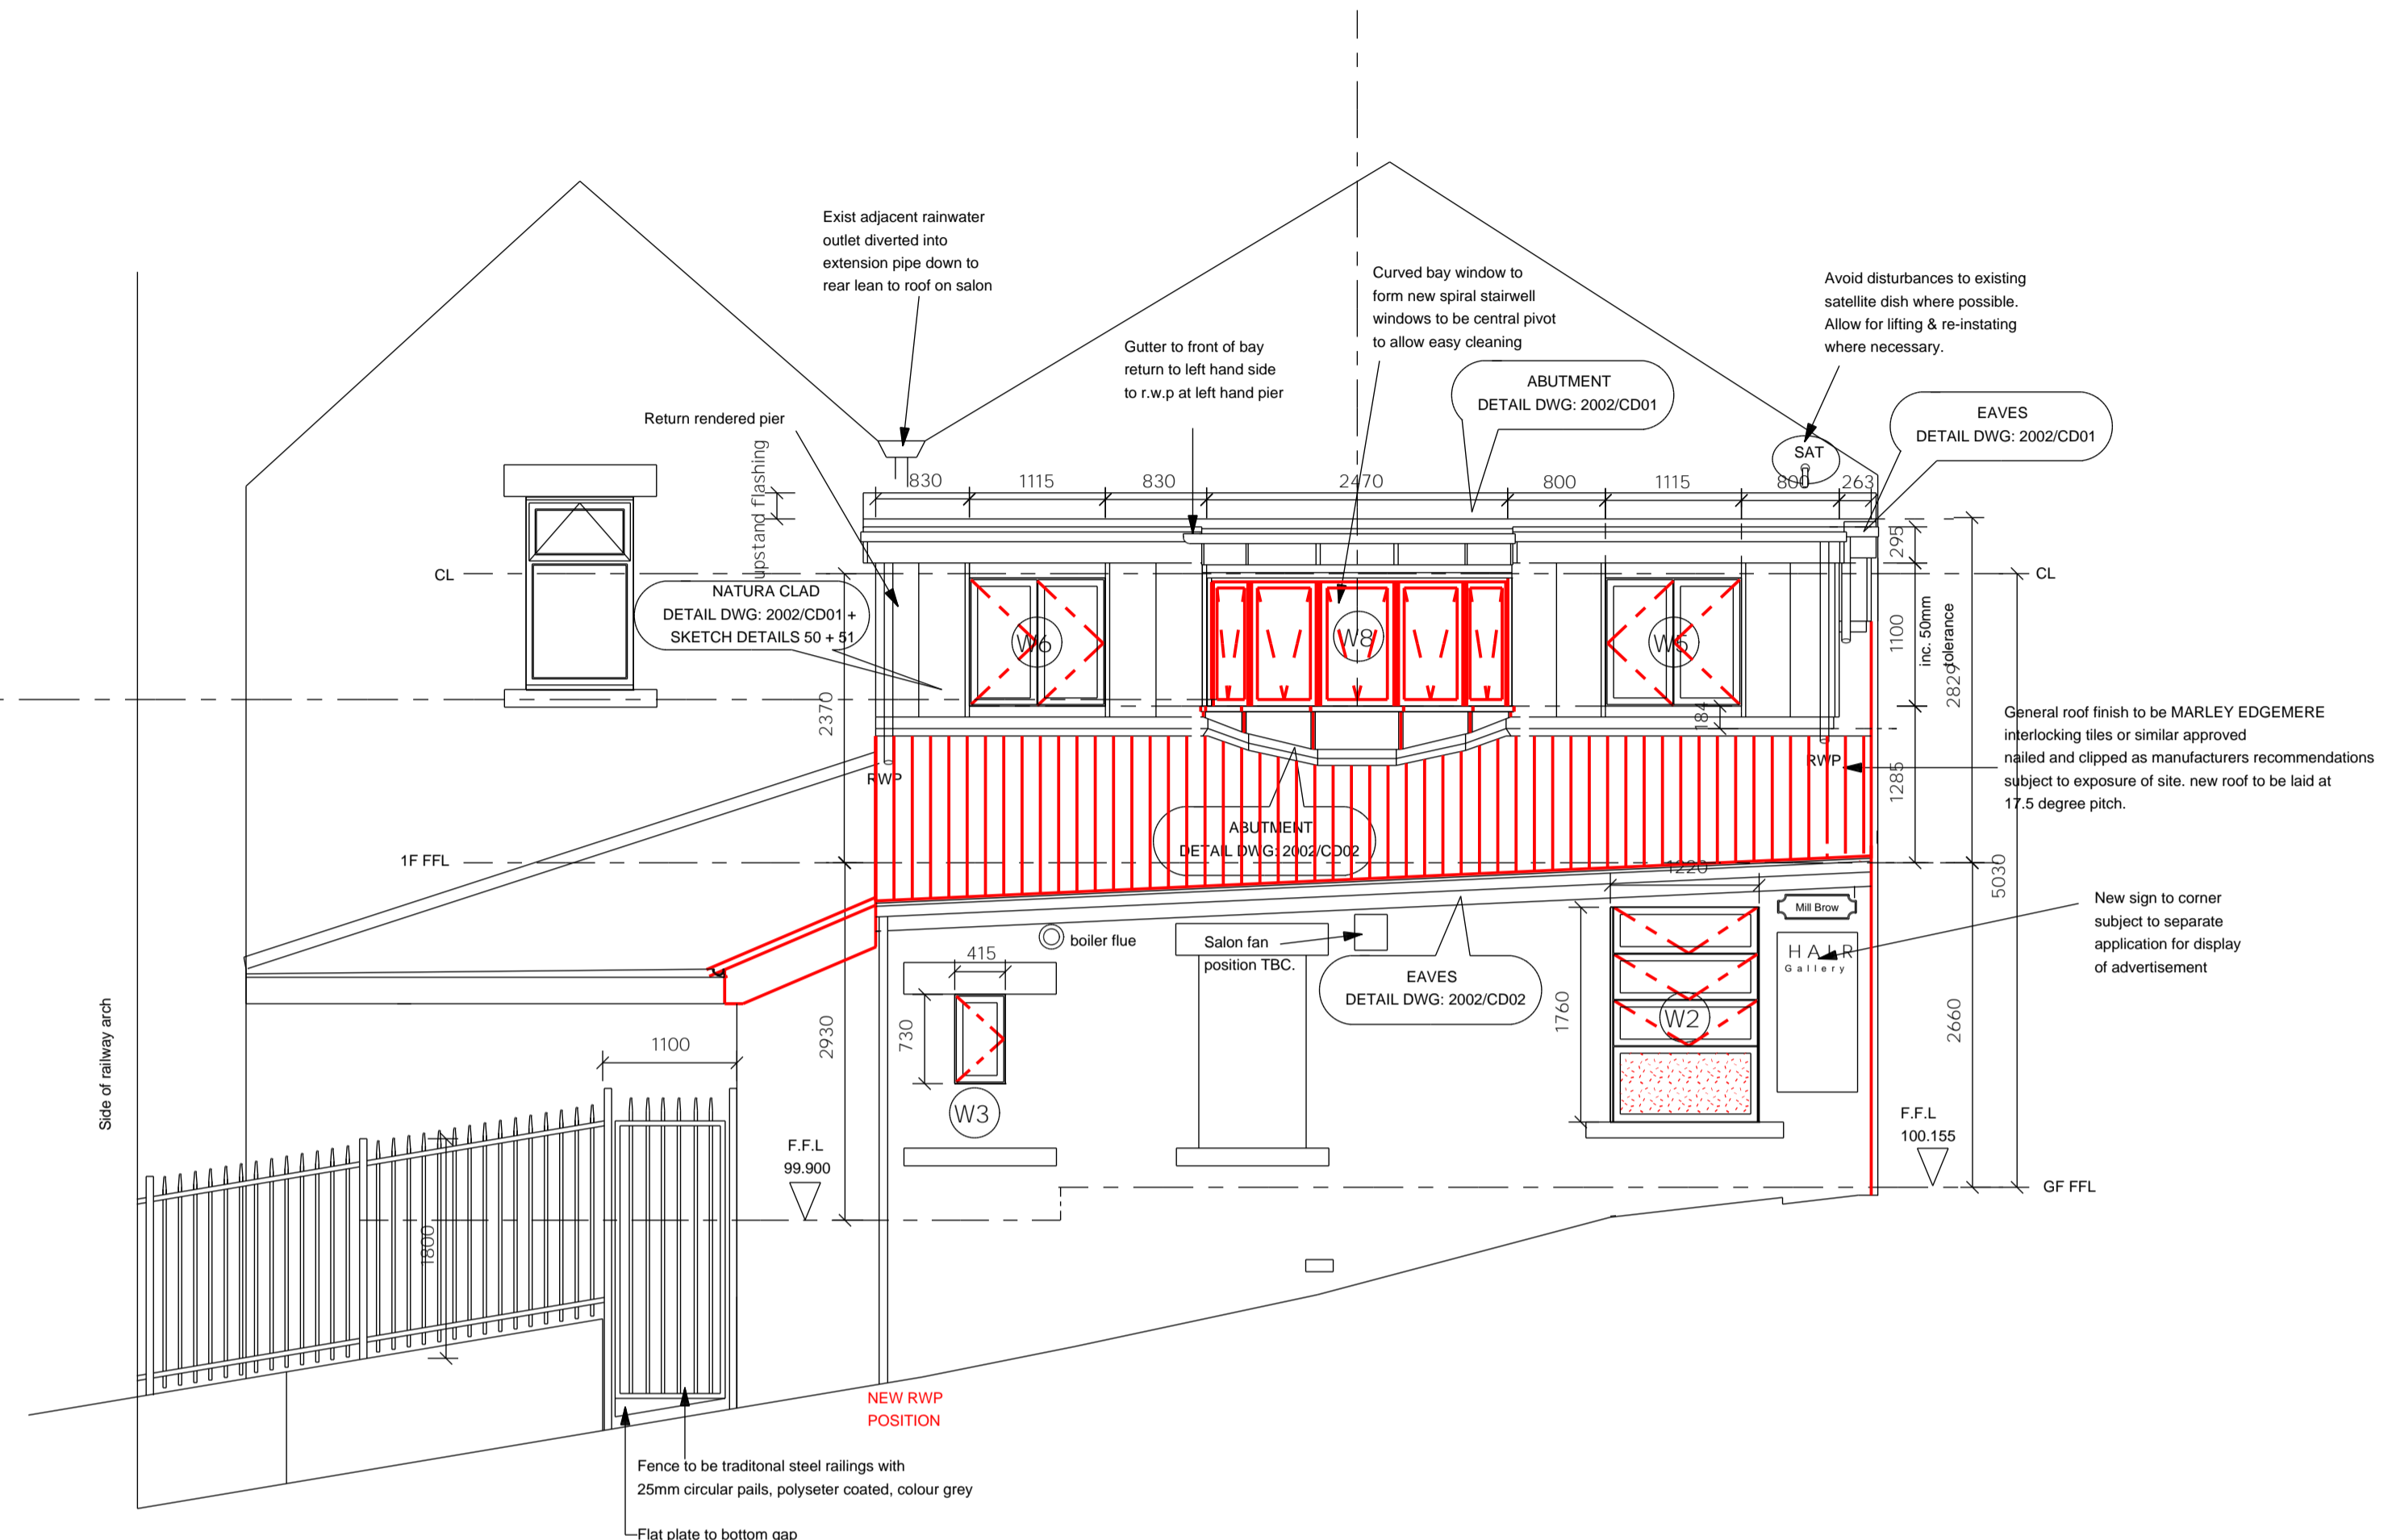 Exist adjacent rainwater
outlet diverted into
extension pipe down to
rear lean to roof on salon
Curved bay window to
form new spiral stairwell
windows to be central pivot
to allow easy cleaning
Avoid disturbances to existing
satellite dish where possible.
Allow for lifting & re-instating
where necessary.
Gutter to front of bay
return to left hand side
to r.w.p at left hand pier
ABUTMENT
DETAIL DWG: 2002/CD01
EAVES
DETAIL DWG: 2002/CD01
Return rendered pier
SAT
upstand flashing
830 1115 830 2470 800 1115 800 263
295
CL
CL
NATURA CLAD
DETAIL DWG: 2002/CD01 +
SKETCH DETAILS 50 + 51
W6
W8
W5
1100
inc. 50mm
tolerance
2829
2370
184
General roof finish to be MARLEY EDGEMERE
interlocking tiles or similar approved
nailed and clipped as manufacturers recommendations
subject to exposure of site. new roof to be laid at
17.5 degree pitch.
RWP
RWP
1285
ABUTMENT
DETAIL DWG: 2002/CD02
1F FFL
1220
5030
New sign to corner
subject to separate
application for display
of advertisement
Mill Brow
HAIR
Gallery
boiler flue
Salon fan
position TBC.
415
EAVES
DETAIL DWG: 2002/CD02
730
1760
W2
W3
2930
2660
1100
Side of railway arch
F.F.L
99.900
F.F.L
100.155
GF FFL
1800
NEW RWP
POSITION
Fence to be traditonal steel railings with
25mm circular pails, polyseter coated, colour grey
Flat plate to bottom gap